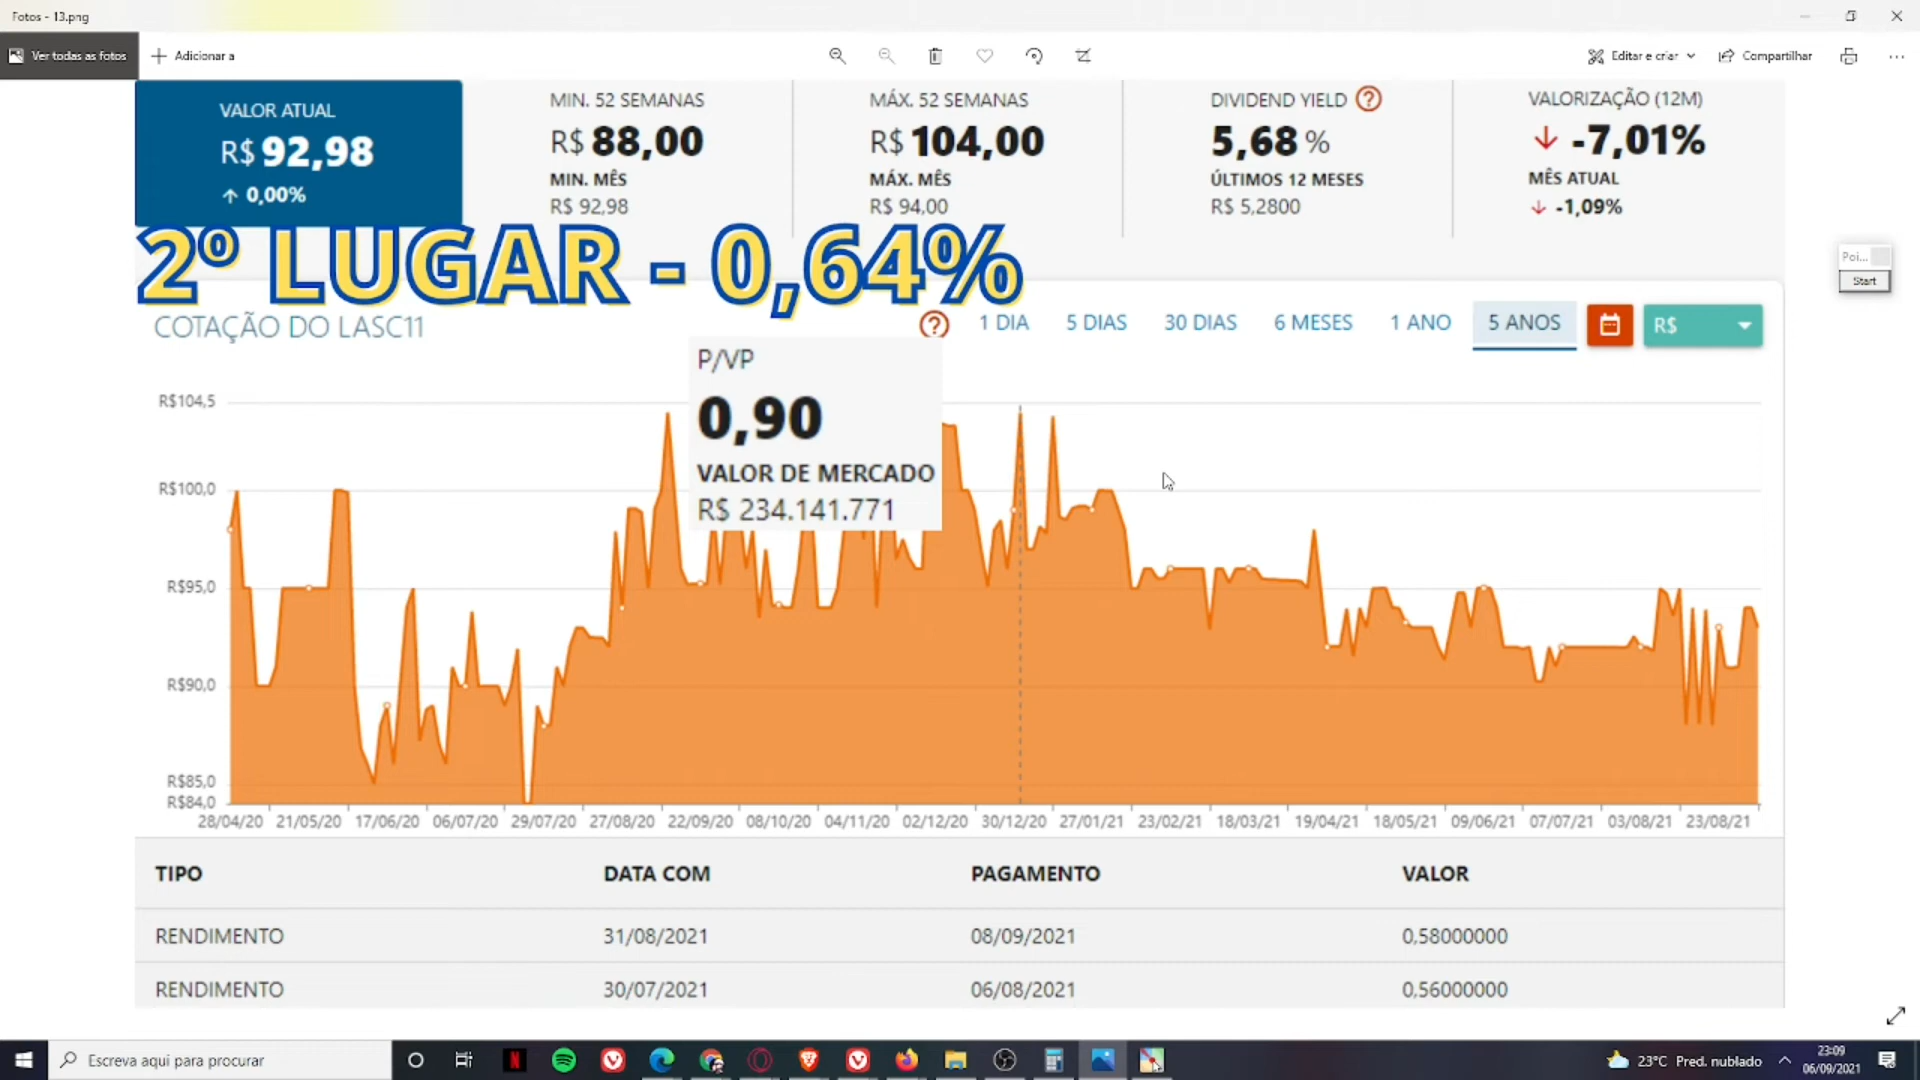 Fotos - 13.png
Ver todas as fotos
Adicionar a
Editar e criar
Compartilhar
VALOR ATUAL
R$ 92,98
0,00%
MIN. 52 SEMANAS
R$ 88,00
MIN. MÊS
R$ 92,98
MÁX. 52 SEMANAS
R$ 104,00
MÁX. MÊS
R$ 94,00
DIVIDEND YIELD ?
5,68 %
ÚLTIMOS 12 MESES
R$ 5,2800
VALORIZAÇÃO (12M)
-7,01%
MÊS ATUAL
-1,09%
2º LUGAR - 0,64%
Poi...
Start
COTAÇÃO DO LASC11
? 1 DIA 5 DIAS 30 DIAS 6 MESES 1 ANO 5 ANOS R$
P/VP
0,90
VALOR DE MERCADO
R$ 234.141.771
R$104,5
R$100,0
R$95,0
R$90,0
R$85,0
R$84,0
28/04/20 21/05/20 17/06/20 06/07/20 29/07/20 27/08/20 22/09/20 08/10/20 04/11/20 02/12/20 30/12/20 27/01/21 23/02/21 18/03/21 19/04/21 18/05/21 09/06/21 07/07/21 03/08/21 23/08/21
TIPO DATA COM PAGAMENTO VALOR
RENDIMENTO 31/08/2021 08/09/2021 0,58000000
RENDIMENTO 30/07/2021 06/08/2021 0,56000000
Escreva aqui para procurar
23°C Pred. nublado
23:09
06/09/2021